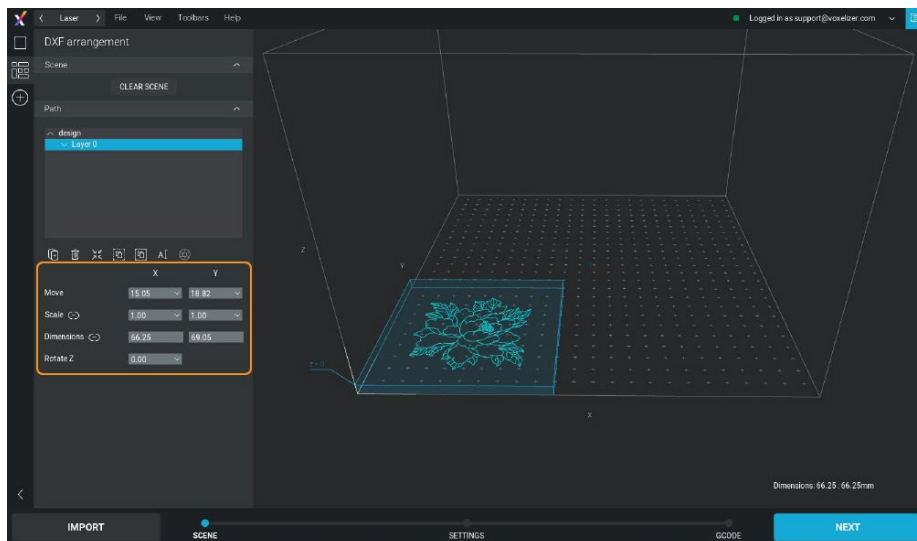 Laser File View Toolbars Help Logged in as support@voxelizer.com
DXF arrangement
Scene
CLEAR SCENE
Path
design
Layer 0
X Y
Move 15.05 18.82
Scale 1.00 1.00
Dimensions 66.25 69.05
Rotate Z 0.00
Z
Y
X
Dimensions: 66.25 : 66.25mm
IMPORT SCENE SETTINGS GCODE NEXT